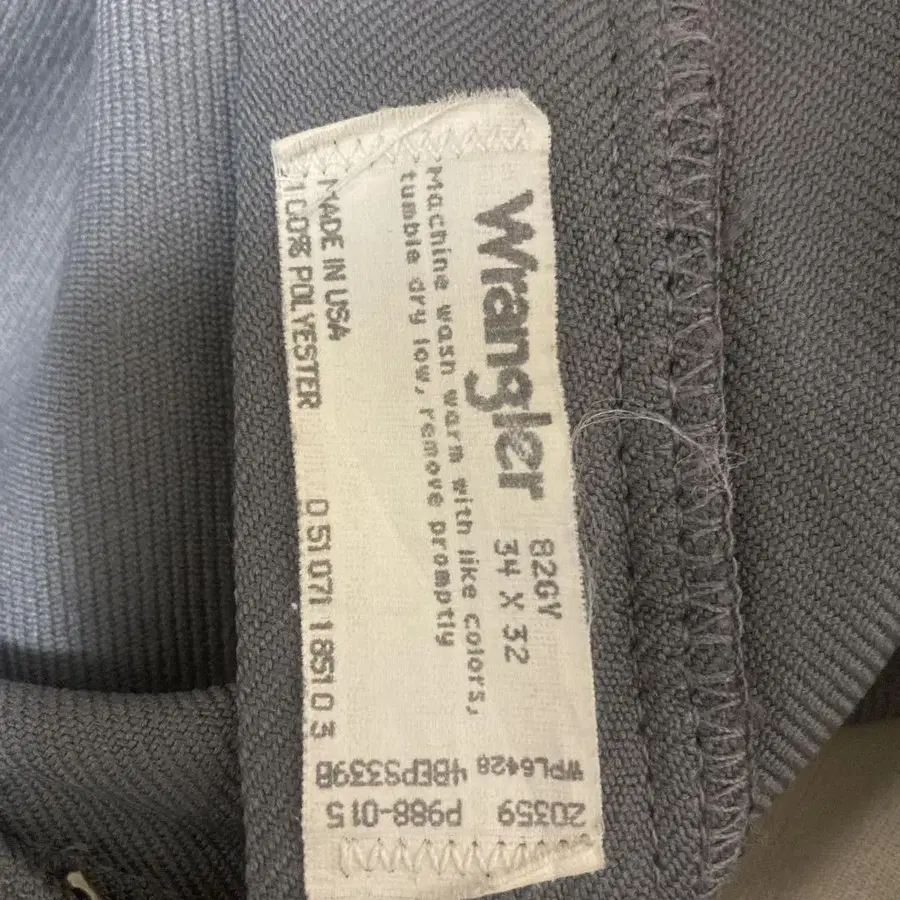 Wrangler
82GY
34 X 32
Machine wash warm with like colors,
tumble dry low, remove promptly
MADE IN USA
100% POLYESTER
0 51071 18510 3
WPL6428 4BEPS339B
20359 P988-015